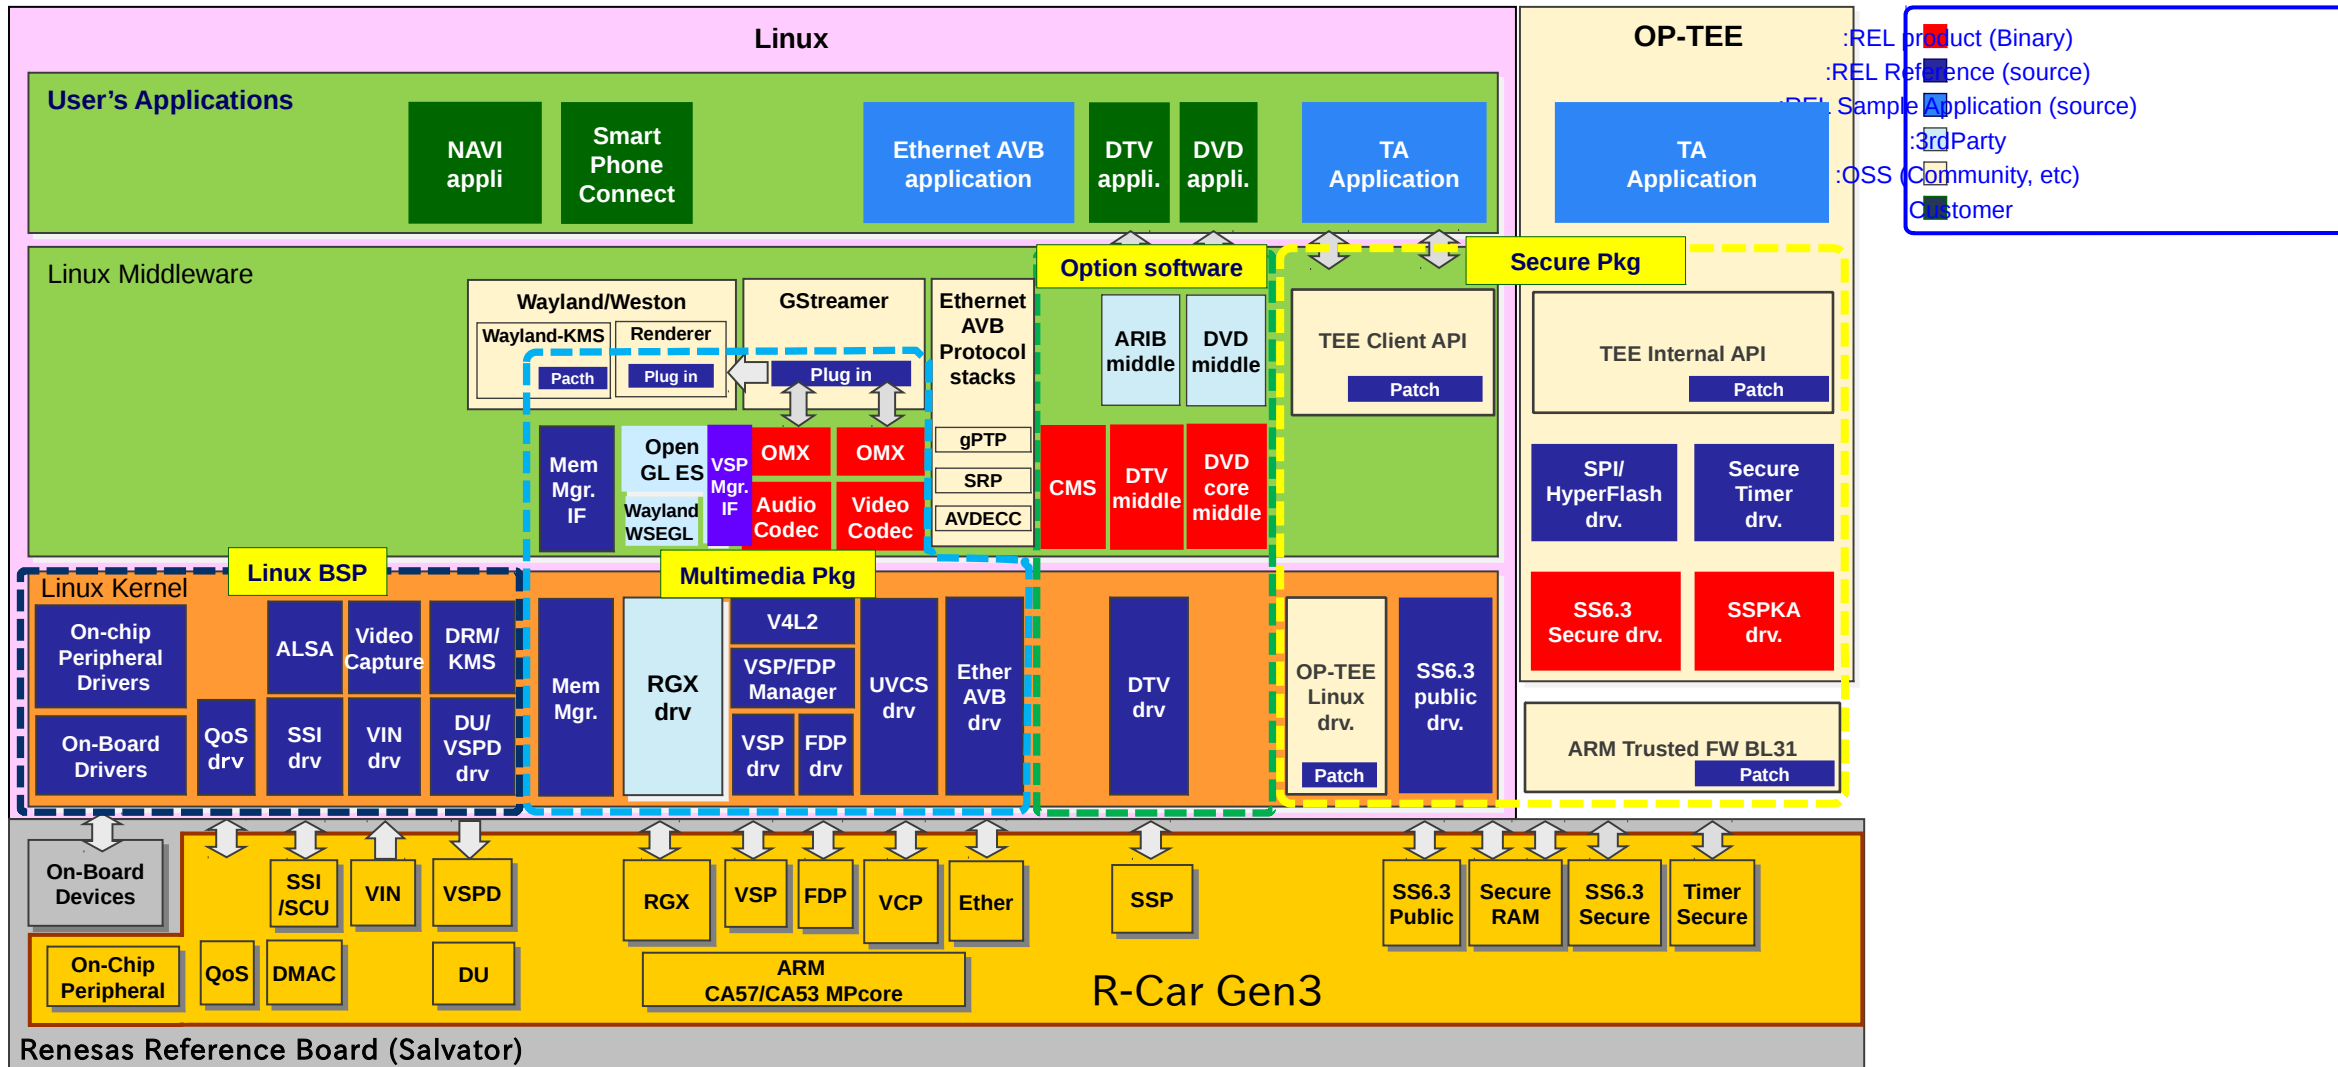 Linux
OP-TEE
:REL product (Binary)
:REL Reference (source)
:REL Sample Application (source)
:3rdParty
:OSS (Community, etc)
Customer
User’s Applications
NAVI
appli
Smart
Phone
Connect
Ethernet AVB
application
DTV
appli.
DVD
appli.
TA
Application
TA
Application
Linux Middleware
Option software
Secure Pkg
Wayland/Weston
Wayland-KMS
Pacth
Renderer
Plug in
GStreamer
Plug in
Ethernet
AVB
Protocol
stacks
gPTP
SRP
AVDECC
ARIB
middle
DVD
middle
TEE Client API
Patch
TEE Internal API
Patch
Mem
Mgr.
IF
Open
GL ES
Wayland
WSEGL
VSP
Mgr.
IF
OMX
Audio
Codec
OMX
Video
Codec
CMS
DTV
middle
DVD
core
middle
SPI/
HyperFlash
drv.
Secure
Timer
drv.
SS6.3
Secure drv.
SSPKA
drv.
Linux Kernel
Linux BSP
Multimedia Pkg
On-chip
Peripheral
Drivers
On-Board
Drivers
QoS
drv
ALSA
SSI
drv
Video
Capture
VIN
drv
DRM/
KMS
DU/
VSPD
drv
Mem
Mgr.
RGX
drv
V4L2
VSP/FDP
Manager
VSP
drv
FDP
drv
UVCS
drv
Ether
AVB
drv
DTV
drv
OP-TEE
Linux
drv.
Patch
SS6.3
public
drv.
ARM Trusted FW BL31
Patch
On-Board
Devices
SSI
/SCU
VIN
VSPD
RGX
VSP
FDP
VCP
Ether
SSP
SS6.3
Public
Secure
RAM
SS6.3
Secure
Timer
Secure
On-Chip
Peripheral
QoS
DMAC
DU
ARM
CA57/CA53 MPcore
R-Car Gen3
Renesas Reference Board (Salvator)